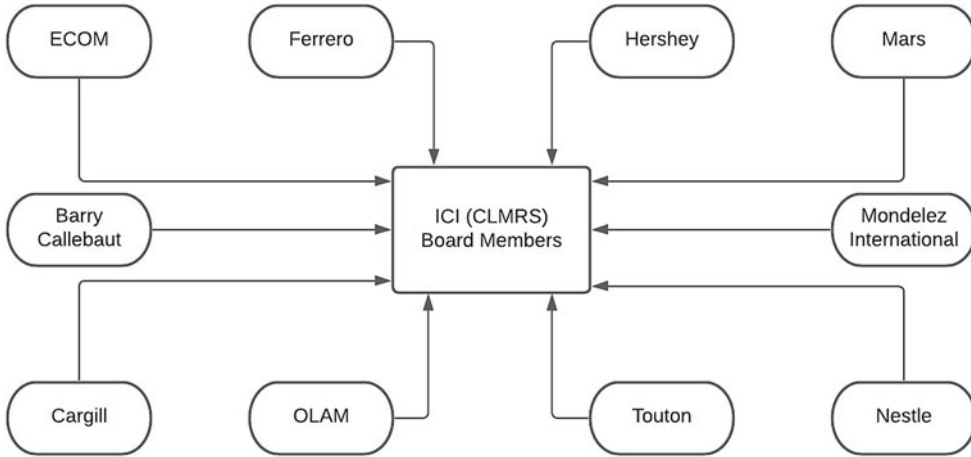 ECOM
Ferrero
Hershey
Mars
Barry
Callebaut
ICI (CLMRS)
Board Members
Mondelez
International
Cargill
OLAM
Touton
Nestle